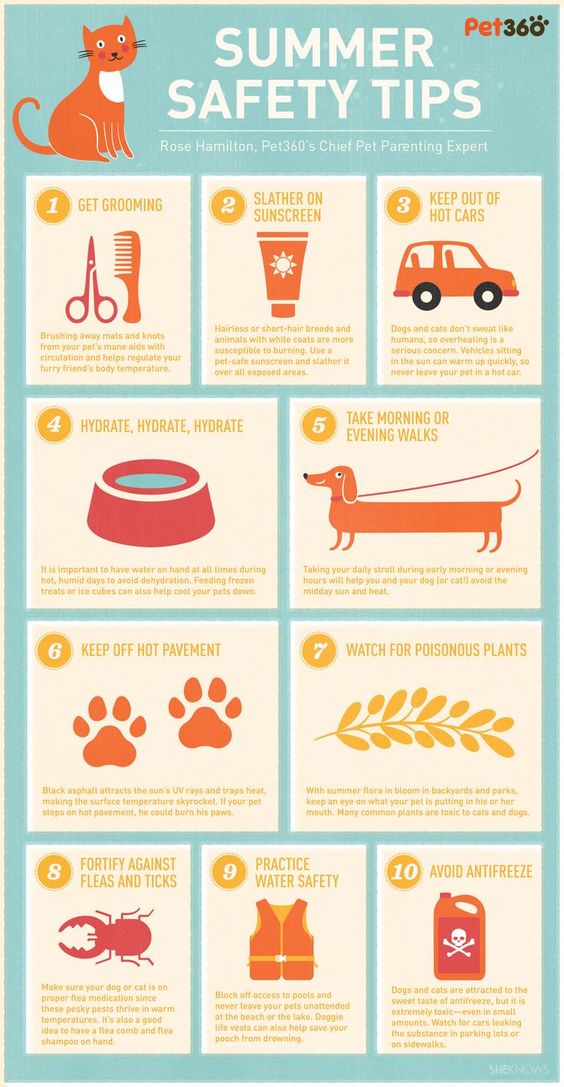 Pet360
SUMMER
SAFETY TIPS
Rose Hamilton, Pet360's Chief Pet Parenting Expert
1 GET GROOMING
Brushing away mats and knots
from your pet's mane aids with
circulation and helps regulate your
furry friend's body temperature.
2 SLATHER ON
SUNSCREEN
Hairless or short-hair breeds and
animals with white coats are more
susceptible to burning. Use a
pet-safe sunscreen and slather it
over all exposed areas.
3 KEEP OUT OF
HOT CARS
Dogs and cats don't sweat like
humans, so overheating is a
serious concern. Vehicles sitting
in the sun can warm up quickly, so
never leave your pet in a hot car.
4 HYDRATE, HYDRATE, HYDRATE
It is important to have water on hand at all times during
hot, humid days to avoid dehydration. Feeding frozen
treats or ice cubes can also help cool your pets down.
5 TAKE MORNING OR
EVENING WALKS
Taking your daily stroll during early morning or evening
hours will help you and your dog (or cat!) avoid the
midday sun and heat.
6 KEEP OFF HOT PAVEMENT
Black asphalt attracts the sun's UV rays and traps heat,
making the surface temperature skyrocket. If your pet
steps on hot pavement, he could burn his paws.
7 WATCH FOR POISONOUS PLANTS
With summer flora in bloom in backyards and parks,
keep an eye on what your pet is putting in his or her
mouth. Many common plants are toxic to cats and dogs.
8 FORTIFY AGAINST
FLEAS AND TICKS
Make sure your dog or cat is on
proper flea medication since
these pesky pests thrive in warm
temperatures. It's also a good
idea to have a flea comb and flea
shampoo on hand.
9 PRACTICE
WATER SAFETY
Block off access to pools and
never leave your pets unattended
at the beach or the lake. Doggie
life vests can also help save your
pooch from drowning.
10 AVOID ANTIFREEZE
Dogs and cats are attracted to the
sweet taste of antifreeze, but it is
extremely toxic—even in small
amounts. Watch for cars leaking
the substance in parking lots or
on sidewalks.
SHEKNOWS